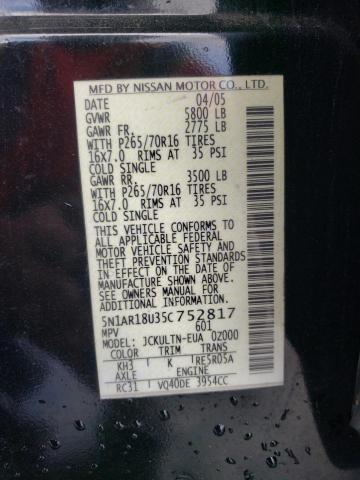 MFD BY NISSAN MOTOR CO., LTD.
DATE 04/05
GVWR 5800 LB
GAWR FR. 2775 LB
WITH P265/70R16 TIRES
16X7.0 RIMS AT 35 PSI
COLD SINGLE
GAWR RR. 3500 LB
WITH P265/70R16 TIRES
16X7.0 RIMS AT 35 PSI
COLD SINGLE
THIS VEHICLE CONFORMS TO
ALL APPLICABLE FEDERAL
MOTOR VEHICLE SAFETY AND
THEFT PREVENTION STANDARDS
IN EFFECT ON THE DATE OF
MANUFACTURE SHOWN ABOVE.
SEE OWNERS MANUAL FOR
ADDITIONAL INFORMATION
5N1AR18U35C752817
MPV 601
MODEL: JCKULTN-EUA 0Z000
COLOR TRIM TRANS
KH3 K RE5R05A
AXLE ENGINE
RC31 VQ40DE 3954CC